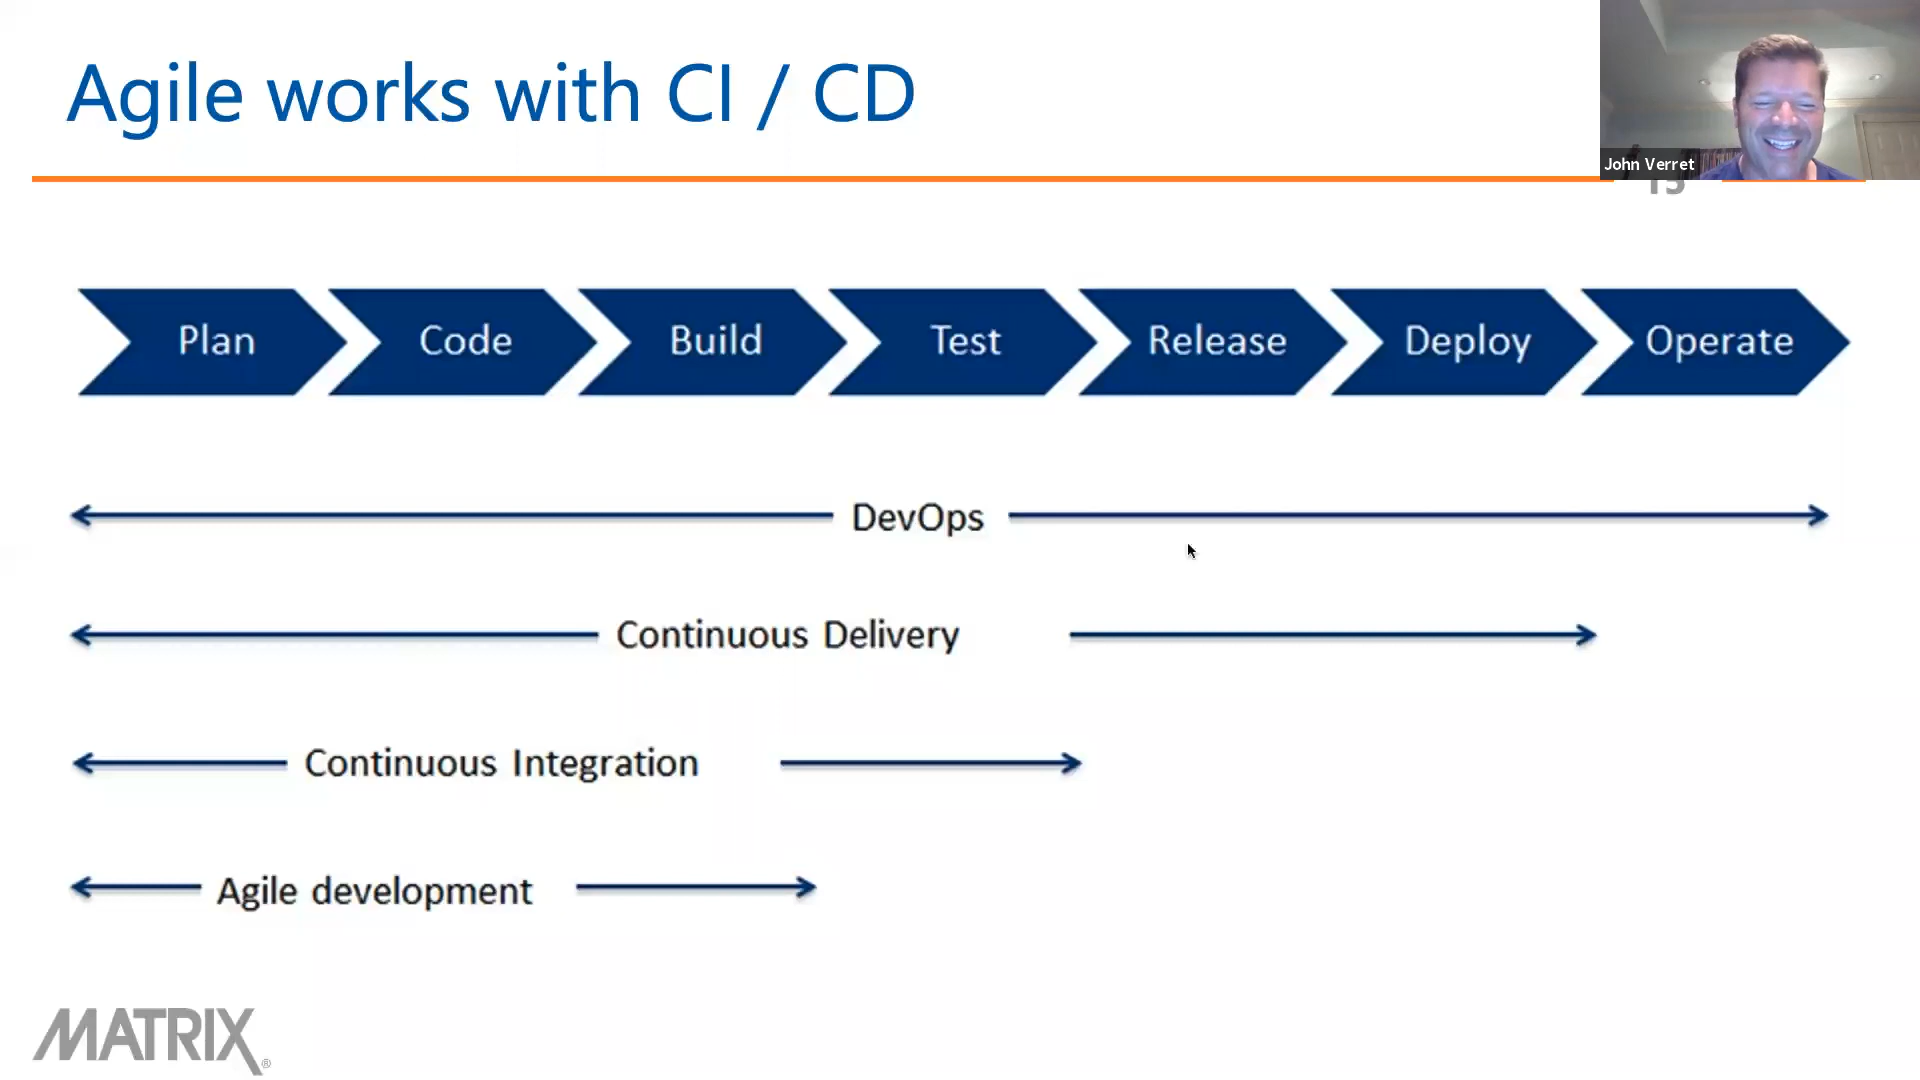 Agile works with CI / CD
John Verret
Plan
Code
Build
Test
Release
Deploy
Operate
DevOps
Continuous Delivery
Continuous Integration
Agile development
MATRIX®